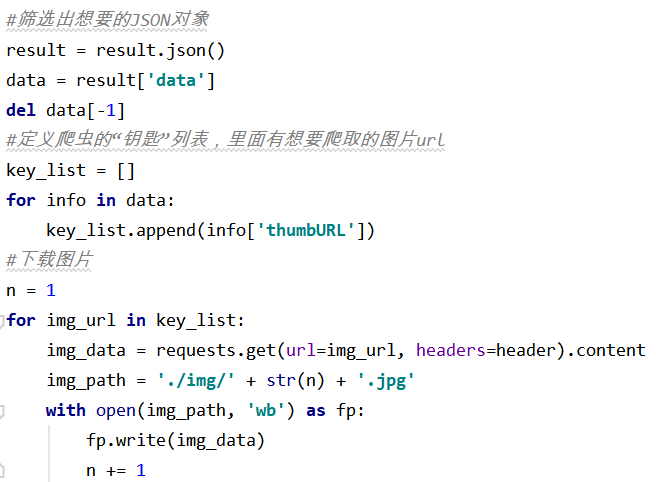 #筛选出想要的JSON对象
result = result.json()
data = result['data']
del data[-1]
#定义爬虫的“钥匙”列表，里面有想要爬取的图片url
key_list = []
for info in data:
    key_list.append(info['thumbURL'])
#下载图片
n = 1
for img_url in key_list:
    img_data = requests.get(url=img_url, headers=header).content
    img_path = './img/' + str(n) + '.jpg'
    with open(img_path, 'wb') as fp:
        fp.write(img_data)
        n += 1